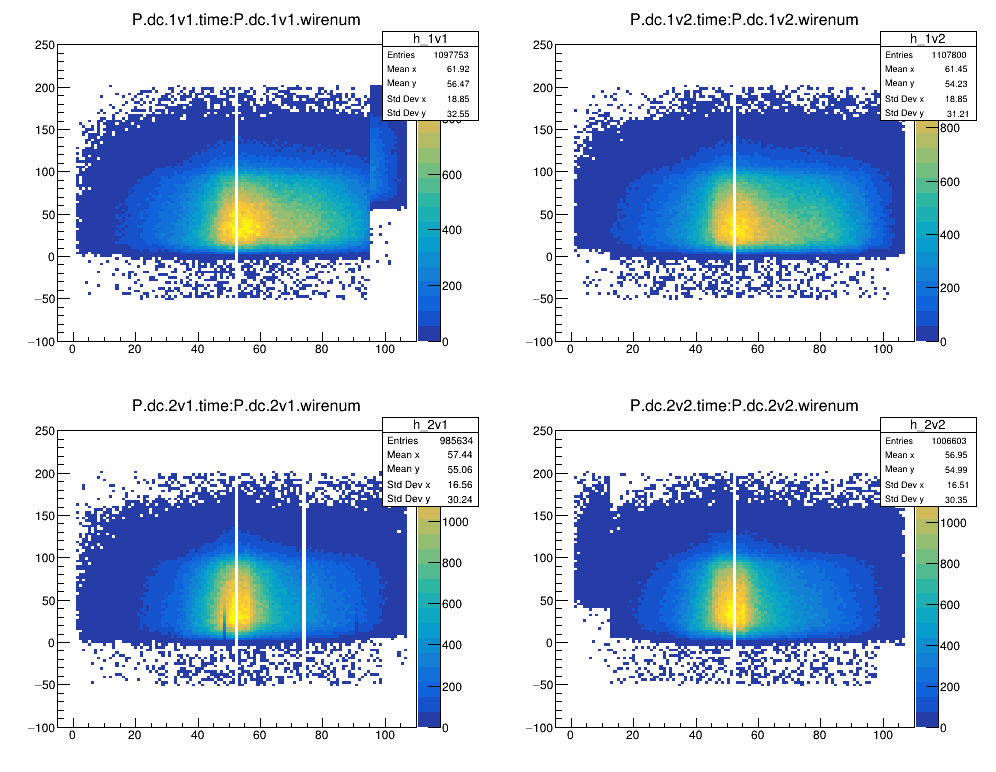 P.dc.1v1.time:P.dc.1v1.wirenum
h_1v1
Entries 1097753
Mean x 61.92
Mean y 56.47
Std Dev x 18.85
Std Dev y 32.55
250
200
150
100
50
0
−50
−100
0 20 40 60 80 100
600
400
200
0
P.dc.1v2.time:P.dc.1v2.wirenum
h_1v2
Entries 1107800
Mean x 61.45
Mean y 54.23
Std Dev x 18.85
Std Dev y 31.21
250
200
150
100
50
0
−50
−100
0 20 40 60 80 100
800
600
400
200
0
P.dc.2v1.time:P.dc.2v1.wirenum
h_2v1
Entries 985634
Mean x 57.44
Mean y 55.06
Std Dev x 16.56
Std Dev y 30.24
250
200
150
100
50
0
−50
−100
0 20 40 60 80 100
1000
800
600
400
200
0
P.dc.2v2.time:P.dc.2v2.wirenum
h_2v2
Entries 1006603
Mean x 56.95
Mean y 54.99
Std Dev x 16.51
Std Dev y 30.35
250
200
150
100
50
0
−50
−100
0 20 40 60 80 100
1000
800
600
400
200
0